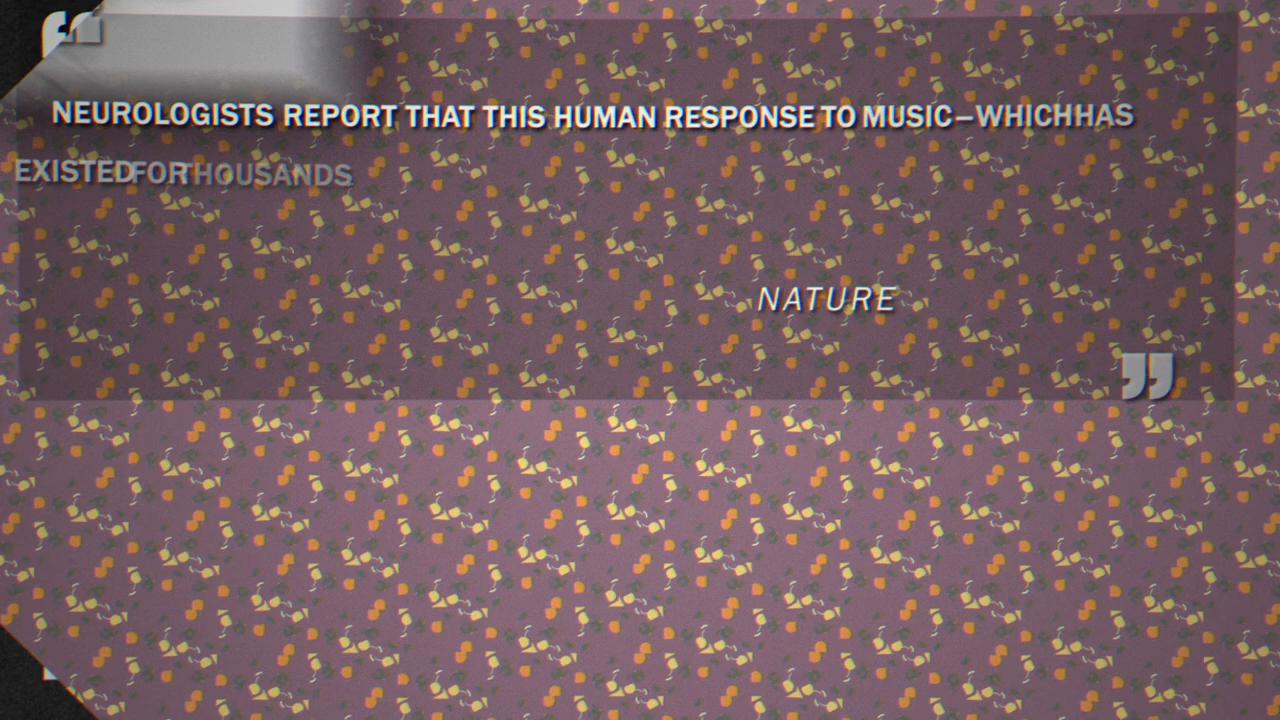 “
NEUROLOGISTS REPORT THAT THIS HUMAN RESPONSE TO MUSIC—WHICHHAS
EXISTEDFORTHOUSANDS
NATURE
”